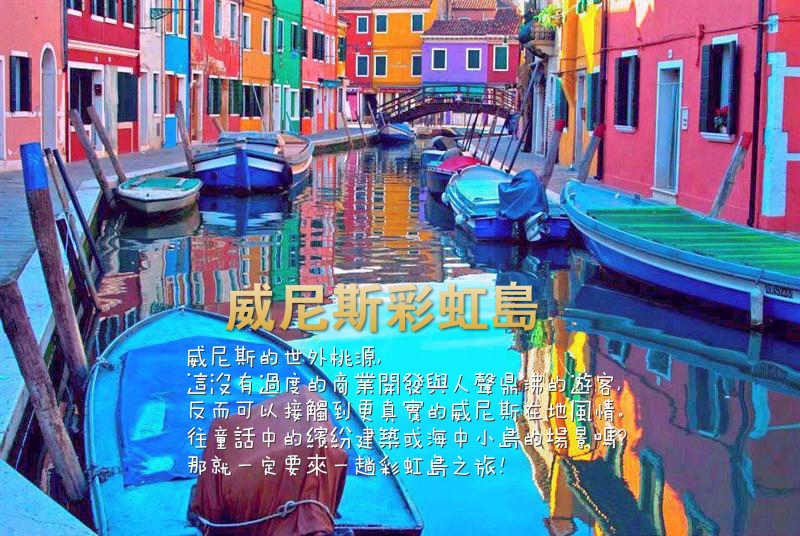 威尼斯彩虹島
威尼斯的世外桃源,
這沒有過度的商業開發與人聲鼎沸的遊客,
反而可以接觸到更真實的威尼斯在地風情。
往童話中的繽紛建築或海中小島的場景嗎?
那就一定要來一趟彩虹島之旅!